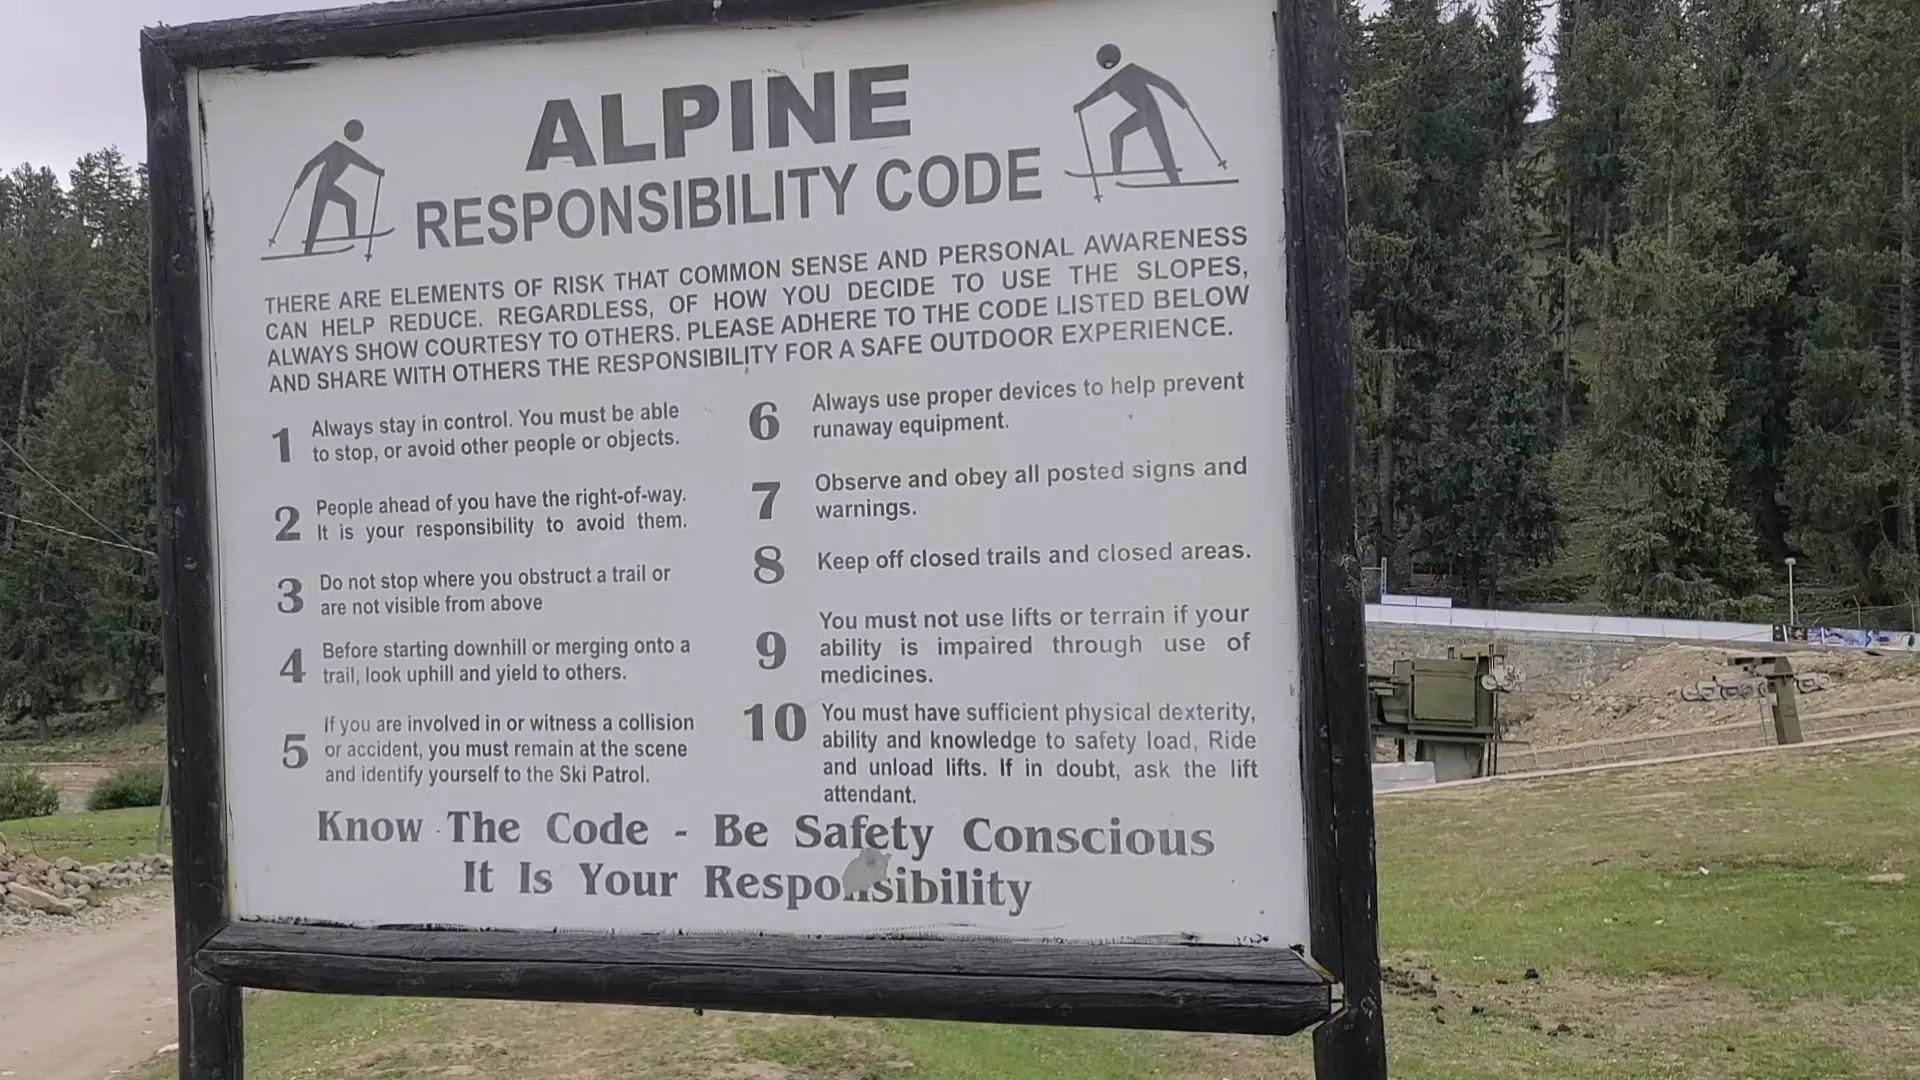 ALPINE
RESPONSIBILITY CODE
THERE ARE ELEMENTS OF RISK THAT COMMON SENSE AND PERSONAL AWARENESS
CAN HELP REDUCE. REGARDLESS, OF HOW YOU DECIDE TO USE THE SLOPES,
ALWAYS SHOW COURTESY TO OTHERS. PLEASE ADHERE TO THE CODE LISTED BELOW
AND SHARE WITH OTHERS THE RESPONSIBILITY FOR A SAFE OUTDOOR EXPERIENCE.
1 Always stay in control. You must be able
to stop, or avoid other people or objects.
2 People ahead of you have the right-of-way.
It is your responsibility to avoid them.
3 Do not stop where you obstruct a trail or
are not visible from above
4 Before starting downhill or merging onto a
trail, look uphill and yield to others.
5 If you are involved in or witness a collision
or accident, you must remain at the scene
and identify yourself to the Ski Patrol.
6 Always use proper devices to help prevent
runaway equipment.
7 Observe and obey all posted signs and
warnings.
8 Keep off closed trails and closed areas.
9 You must not use lifts or terrain if your
ability is impaired through use of
medicines.
10 You must have sufficient physical dexterity,
ability and knowledge to safety load, Ride
and unload lifts. If in doubt, ask the lift
attendant.
Know The Code - Be Safety Conscious
It Is Your Responsibility